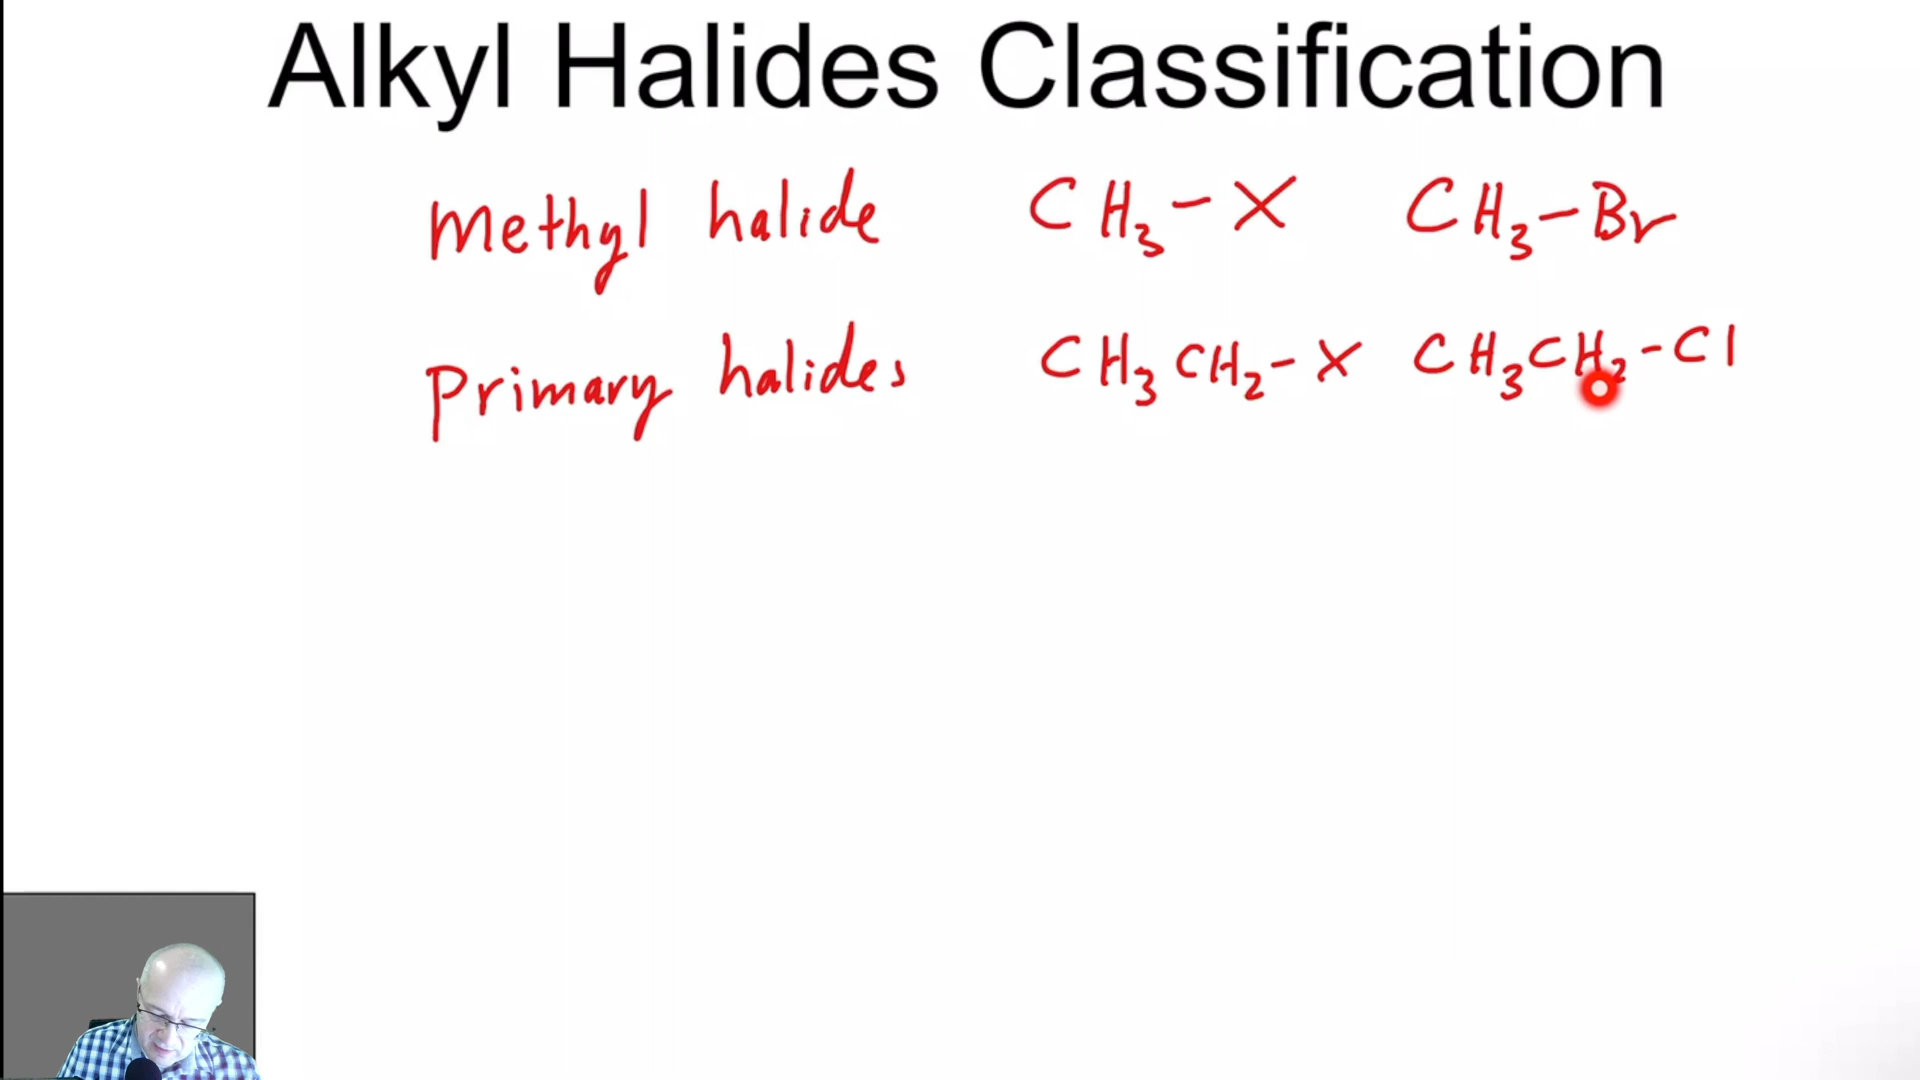 Alkyl Halides Classification
Methyl halide CH₃-X CH₃-Br
Primary halides CH₃CH₂-X CH₃CH₂-Cl